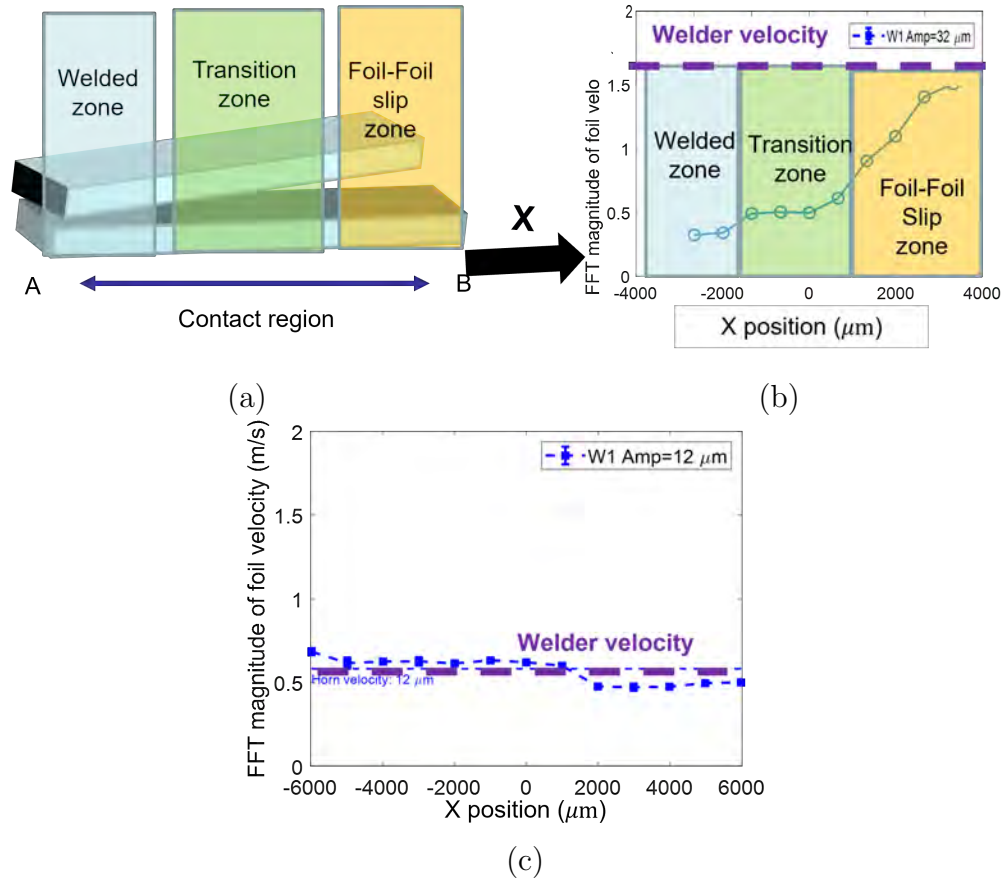 Welded
zone
Transition
zone
Foil-Foil
slip
zone
A
B
X
Contact region
(a)
FFT magnitude of foil velo
2
1.5
1
0.5
0
Welder velocity
W1 Amp=32 μm
Welded
zone
Transition
zone
Foil-Foil
Slip
zone
-4000
-2000
0
2000
4000
X position (μm)
(b)
FFT magnitude of foil velocity (m/s)
2
1.5
1
0.5
0
W1 Amp=12 μm
Welder velocity
Horn velocity: 12 μm
-6000
-4000
-2000
0
2000
4000
6000
X position (μm)
(c)